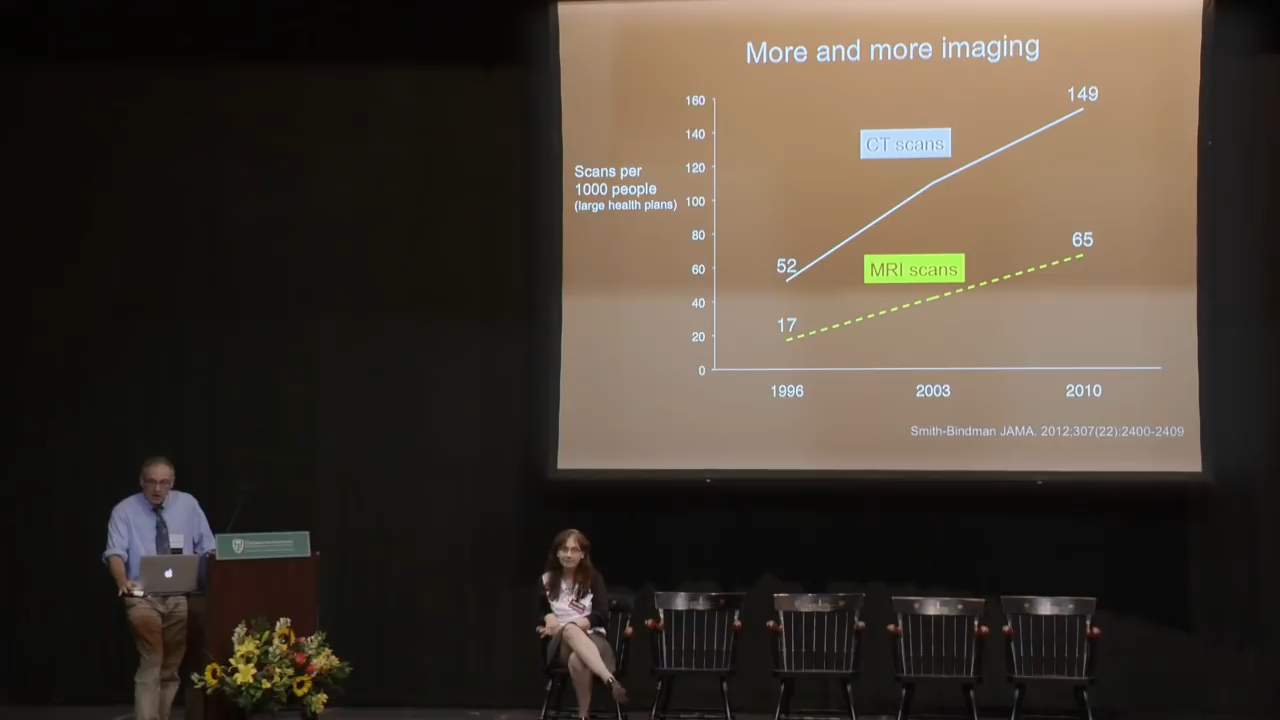 More and more imaging
160
140
120
100
80
60
40
20
0
Scans per
1000 people
(large health plans)
CT scans
MRI scans
52
149
17
65
1996 2003 2010
Smith-Bindman JAMA. 2012;307(22):2400-2409